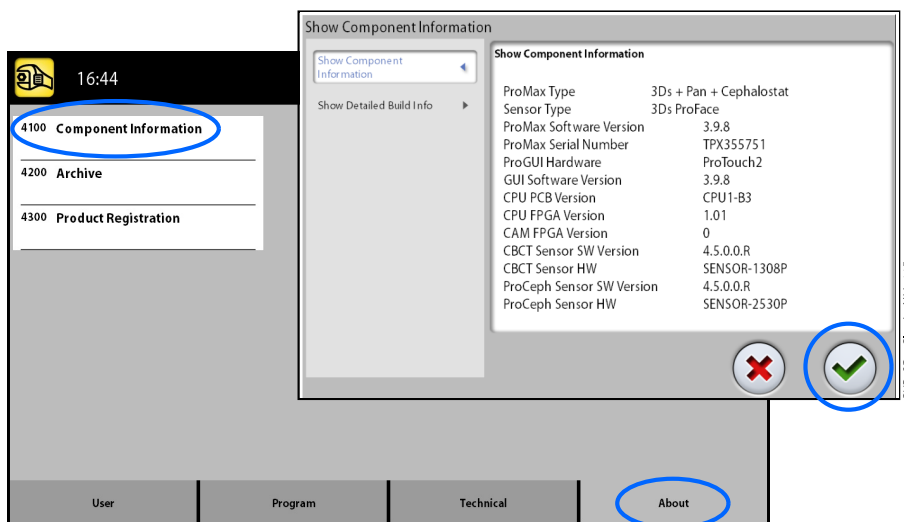 Show Component Information
Show Component
Information
Show Detailed Build Info
Show Component Information
ProMax Type 3Ds + Pan + Cephalostat
Sensor Type 3Ds ProFace
ProMax Software Version 3.9.8
ProMax Serial Number TPX355751
ProGUI Hardware ProTouch2
GUI Software Version 3.9.8
CPU PCB Version CPU1-B3
CPU FPGA Version 1.01
CAM FPGA Version 0
CBCT Sensor SW Version 4.5.0.0.R
CBCT Sensor HW SENSOR-1308P
ProCeph Sensor SW Version 4.5.0.0.R
ProCeph Sensor HW SENSOR-2530P
16:44
4100 Component Information
4200 Archive
4300 Product Registration
User Program Technical About